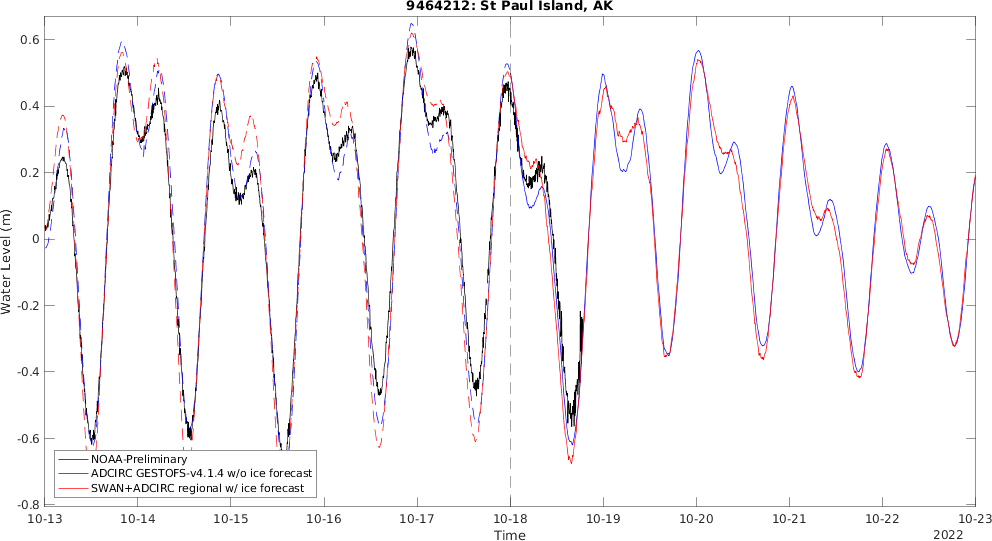 9464212: St Paul Island, AK
Water Level (m)
0.6
0.4
0.2
0
-0.2
-0.4
-0.6
-0.8
NOAA-Preliminary
ADCIRC GESTOFS-v4.1.4 w/o ice forecast
SWAN+ADCIRC regional w/ ice forecast
10-13 10-14 10-15 10-16 10-17 10-18 10-19 10-20 10-21 10-22 10-23
Time
2022